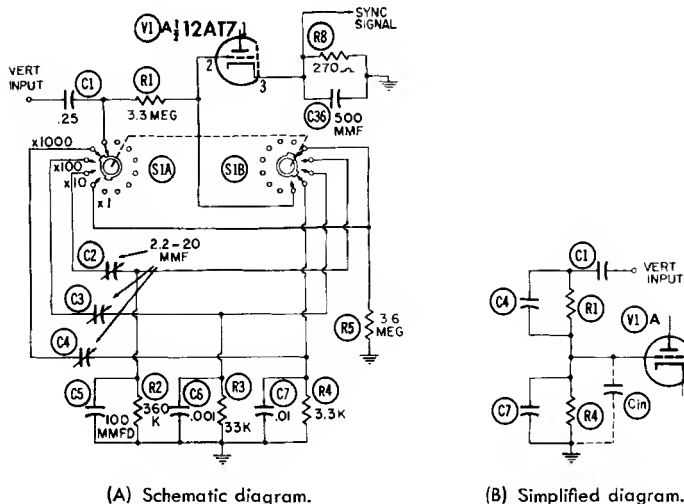 V1 A ½ 12AT7
SYNC
SIGNAL
R8
270 Ω
2
3
C36
500
MMF
VERT
INPUT
C1
.25
R1
3.3 MEG
x1000
x100
x10
x1
S1A
S1B
C2
2.2-20
MMF
C3
C4
R5
3.6
MEG
C5
100
MMFD
R2
360
K
C6
.001
R3
33K
C7
.01
R4
3.3K
(A) Schematic diagram.
C1
VERT
INPUT
C4
R1
V1 A
C7
R4
Cin
(B) Simplified diagram.